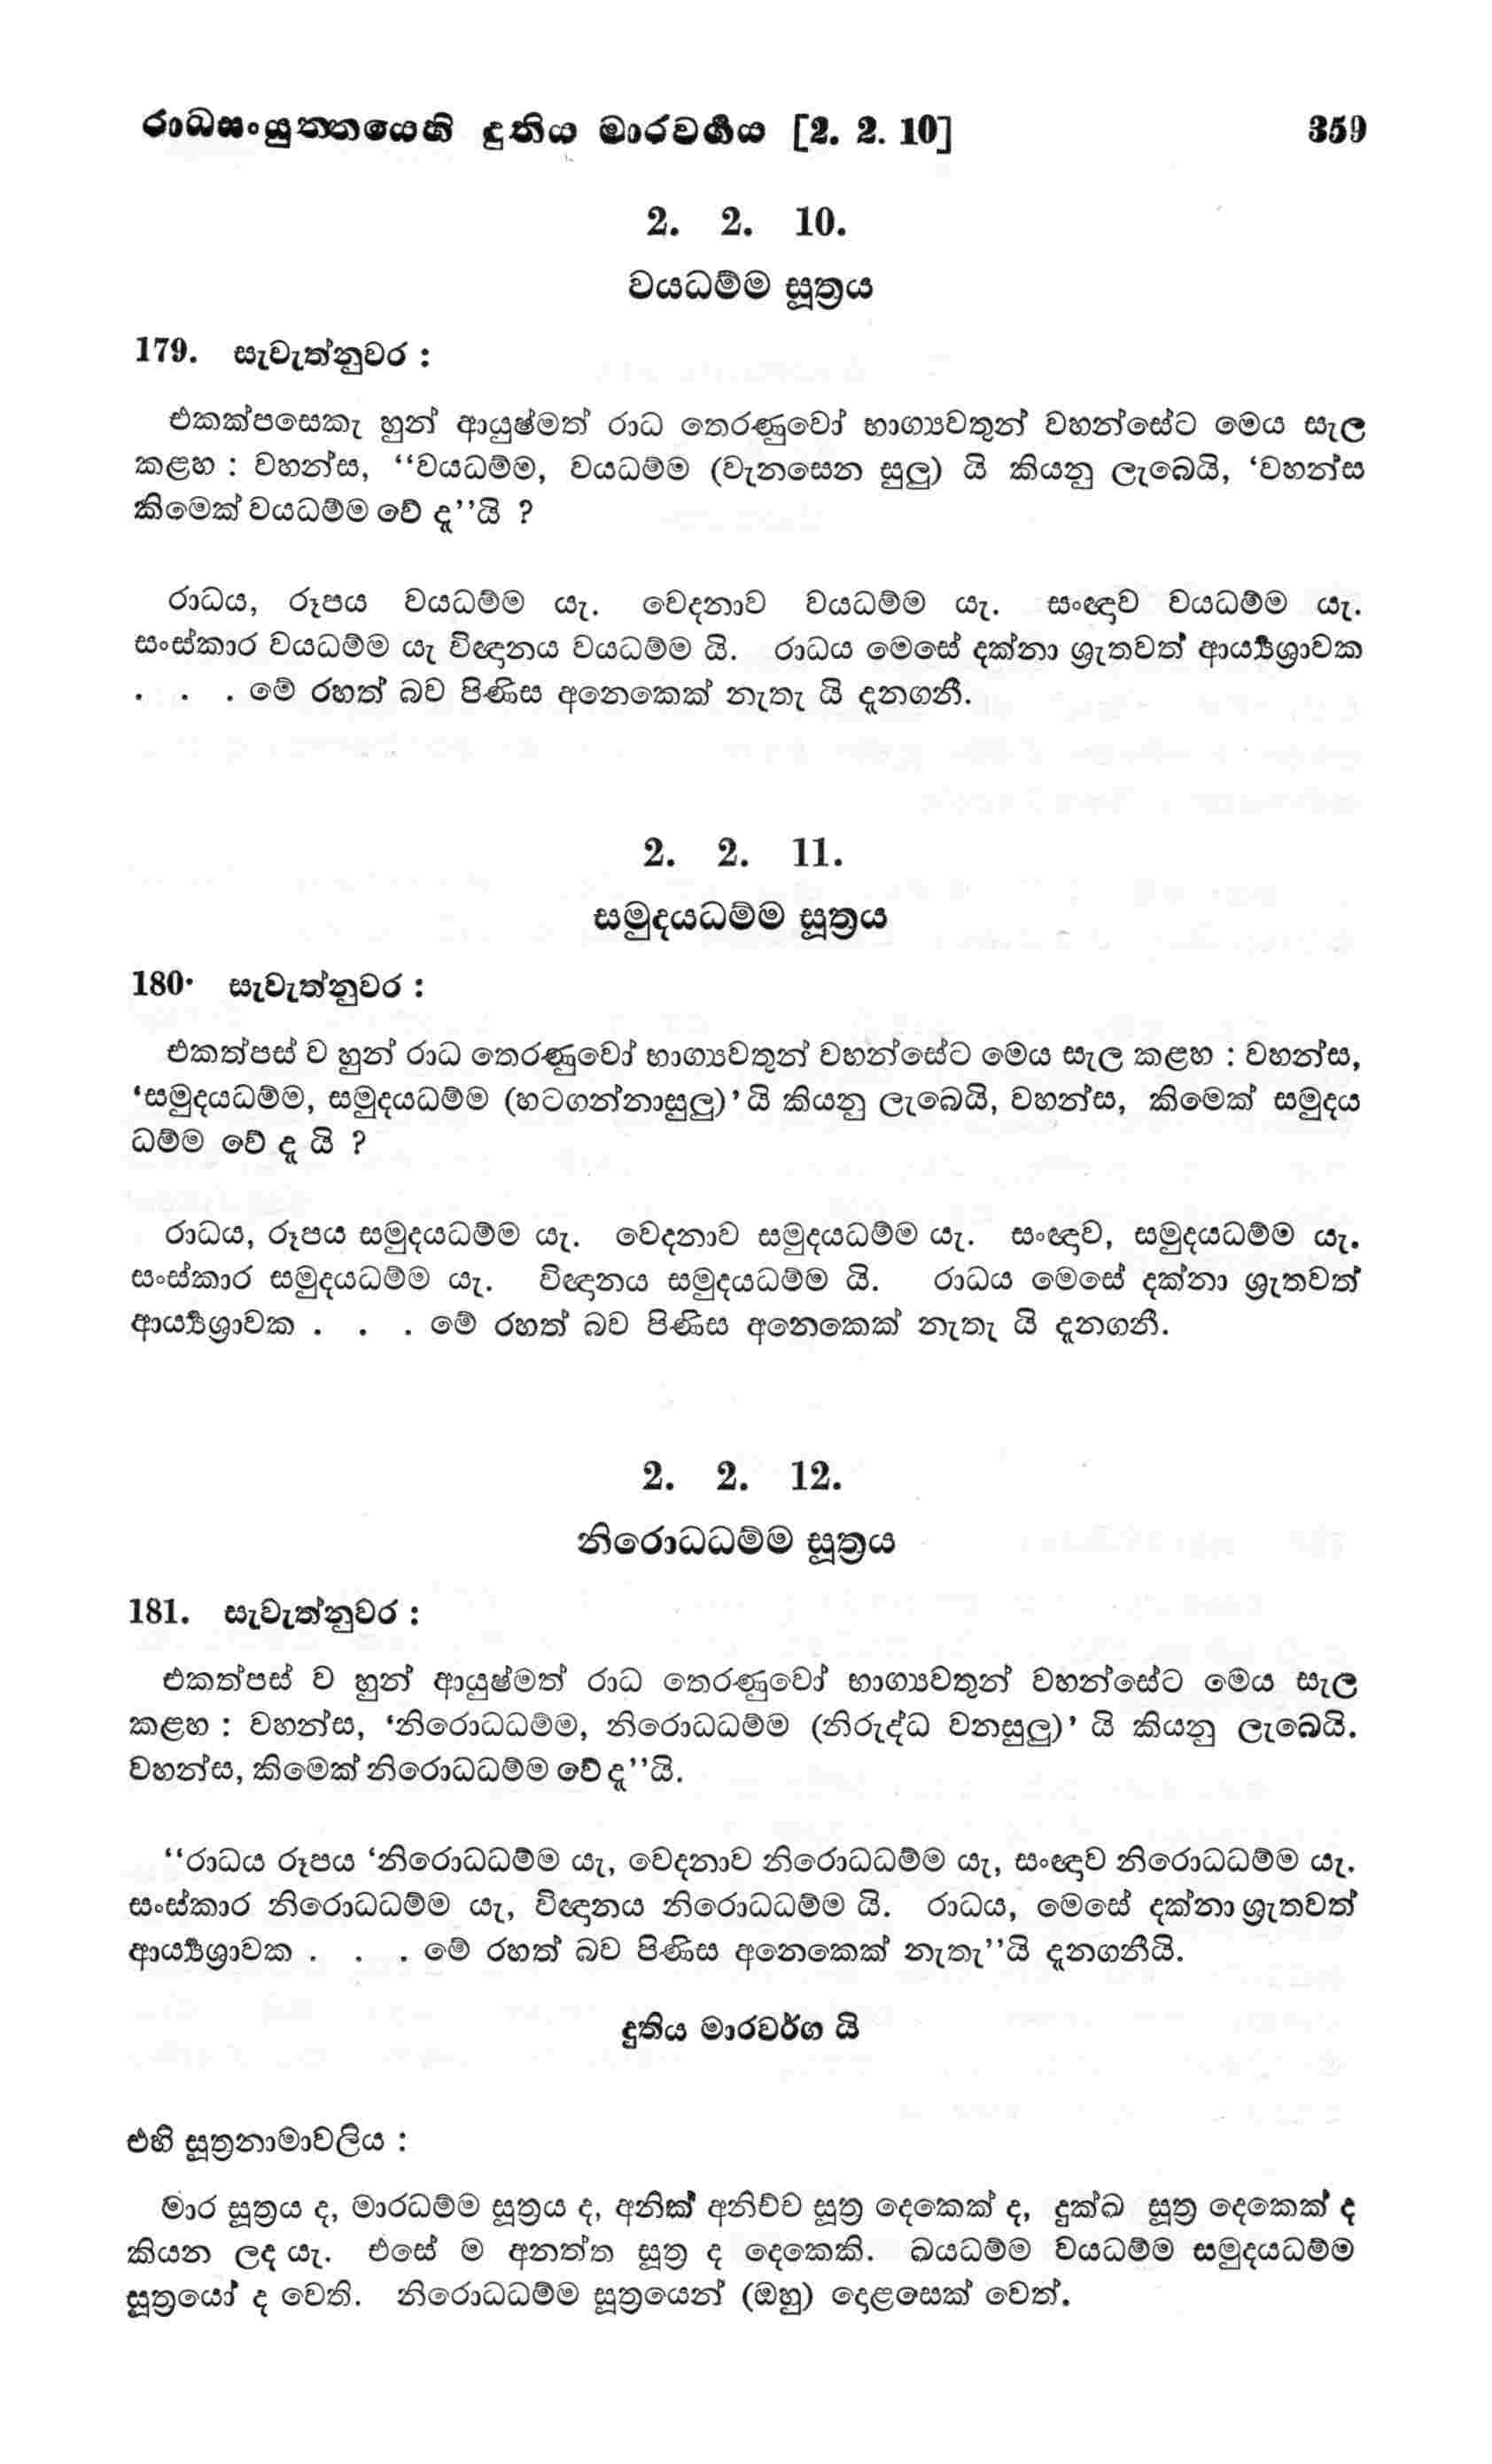 රාධසංයුත්තයෙහි දුතිය මාරවර්‍ගය [2. 2. 10] 359
2. 2. 10.
වයධම්ම සූත්‍රය
179. සැවැත්නුවර :
එකක්පසෙකැ හුන් ආයුෂ්මත් රාධ තෙරණුවෝ භාග්‍යවතුන් වහන්සේට මෙය සැල
කළහ : වහන්ස, “වයධම්ම, වයධම්ම (වැනසෙන සුලු) යි කියනු ලැබෙයි, ‘වහන්ස
කිමෙක් වයධම්ම වේ දැ’’යි ?
රාධය, රූපය වයධම්ම යැ. වෙදනාව වයධම්ම යැ. සංඥාව වයධම්ම යැ.
සංස්කාර වයධම්ම යැ විඥානය වයධම්ම යි. රාධය මෙසේ දක්නා ශ්‍රැතවත් ආර්‍ය්‍යශ්‍රාවක
. . . මේ රහත් බව පිණිස අනෙකෙක් නැතැ යි දැනගනී.
2. 2. 11.
සමුදයධම්ම සූත්‍රය
180· සැවැත්නුවර :
එකත්පස් ව හුන් රාධ තෙරණුවෝ භාග්‍යවතුන් වහන්සේට මෙය සැල කළහ : වහන්ස,
‘සමුදයධම්ම, සමුදයධම්ම (හටගන්නාසුලු)’ යි කියනු ලැබෙයි, වහන්ස, කිමෙක් සමුදය
ධම්ම වේ දැ යි ?
රාධය, රූපය සමුදයධම්ම යැ. වෙදනාව සමුදයධම්ම යැ. සංඥාව, සමුදයධම්ම යැ.
සංස්කාර සමුදයධම්ම යැ. විඥානය සමුදයධම්ම යි. රාධය මෙසේ දක්නා ශ්‍රැතවත්
ආර්‍ය්‍යශ්‍රාවක . . . මේ රහත් බව පිණිස අනෙකෙක් නැතැ යි දැනගනී.
2. 2. 12.
නිරොධධම්ම සූත්‍රය
181. සැවැත්නුවර :
එකත්පස් ව හුන් ආයුෂ්මත් රාධ තෙරණුවෝ භාග්‍යවතුන් වහන්සේට මෙය සැල
කළහ : වහන්ස, ‘නිරොධධම්ම, නිරොධධම්ම (නිරුද්ධ වනසුලු)’ යි කියනු ලැබෙයි.
වහන්ස, කිමෙක් නිරොධධම්ම වේ දැ’’යි.
“රාධය රූපය ‘නිරොධධම්ම යැ, වෙදනාව නිරොධධම්ම යැ, සංඥාව නිරොධධම්ම යැ.
සංස්කාර නිරොධධම්ම යැ, විඥානය නිරොධධම්ම යි. රාධය, මෙසේ දක්නා ශ්‍රැතවත්
ආර්‍ය්‍යශ්‍රාවක . . . මේ රහත් බව පිණිස අනෙකෙක් නැතැ’’යි දැනගනීයි.
දුතිය මාරවර්ග යි
එහි සූත්‍රනාමාවලිය :
මාර සූත්‍රය ද, මාරධම්ම සූත්‍රය ද, අනික් අනිච්ච සූත්‍ර දෙකෙක් ද, දුක්ඛ සූත්‍ර දෙකෙක් ද
කියන ලද යැ. එසේ ම අනත්ත සූත්‍ර ද දෙකෙකි. ඛයධම්ම වයධම්ම සමුදයධම්ම
සූත්‍රයෝ ද වෙති. නිරොධධම්ම සූත්‍රයෙන් (ඔහු) දොළසෙක් වෙත්.